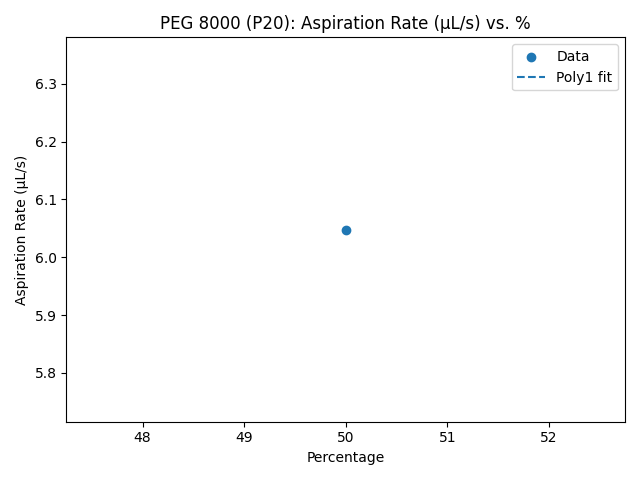 PEG 8000 (P20): Aspiration Rate (µL/s) vs. %
Data
Poly1 fit
6.3
6.2
6.1
6.0
5.9
5.8
Aspiration Rate (µL/s)
48 49 50 51 52
Percentage